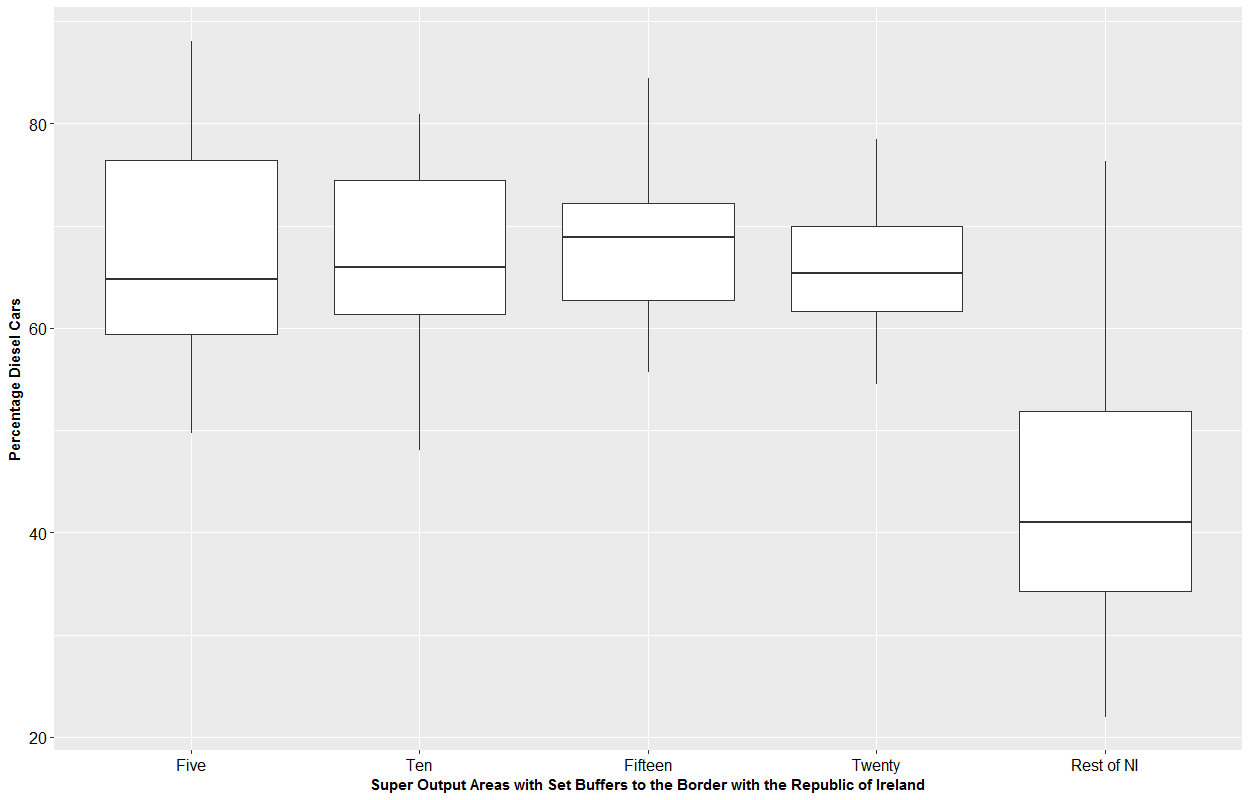 Percentage Diesel Cars
80
60
40
20
Five Ten Fifteen Twenty Rest of NI
Super Output Areas with Set Buffers to the Border with the Republic of Ireland